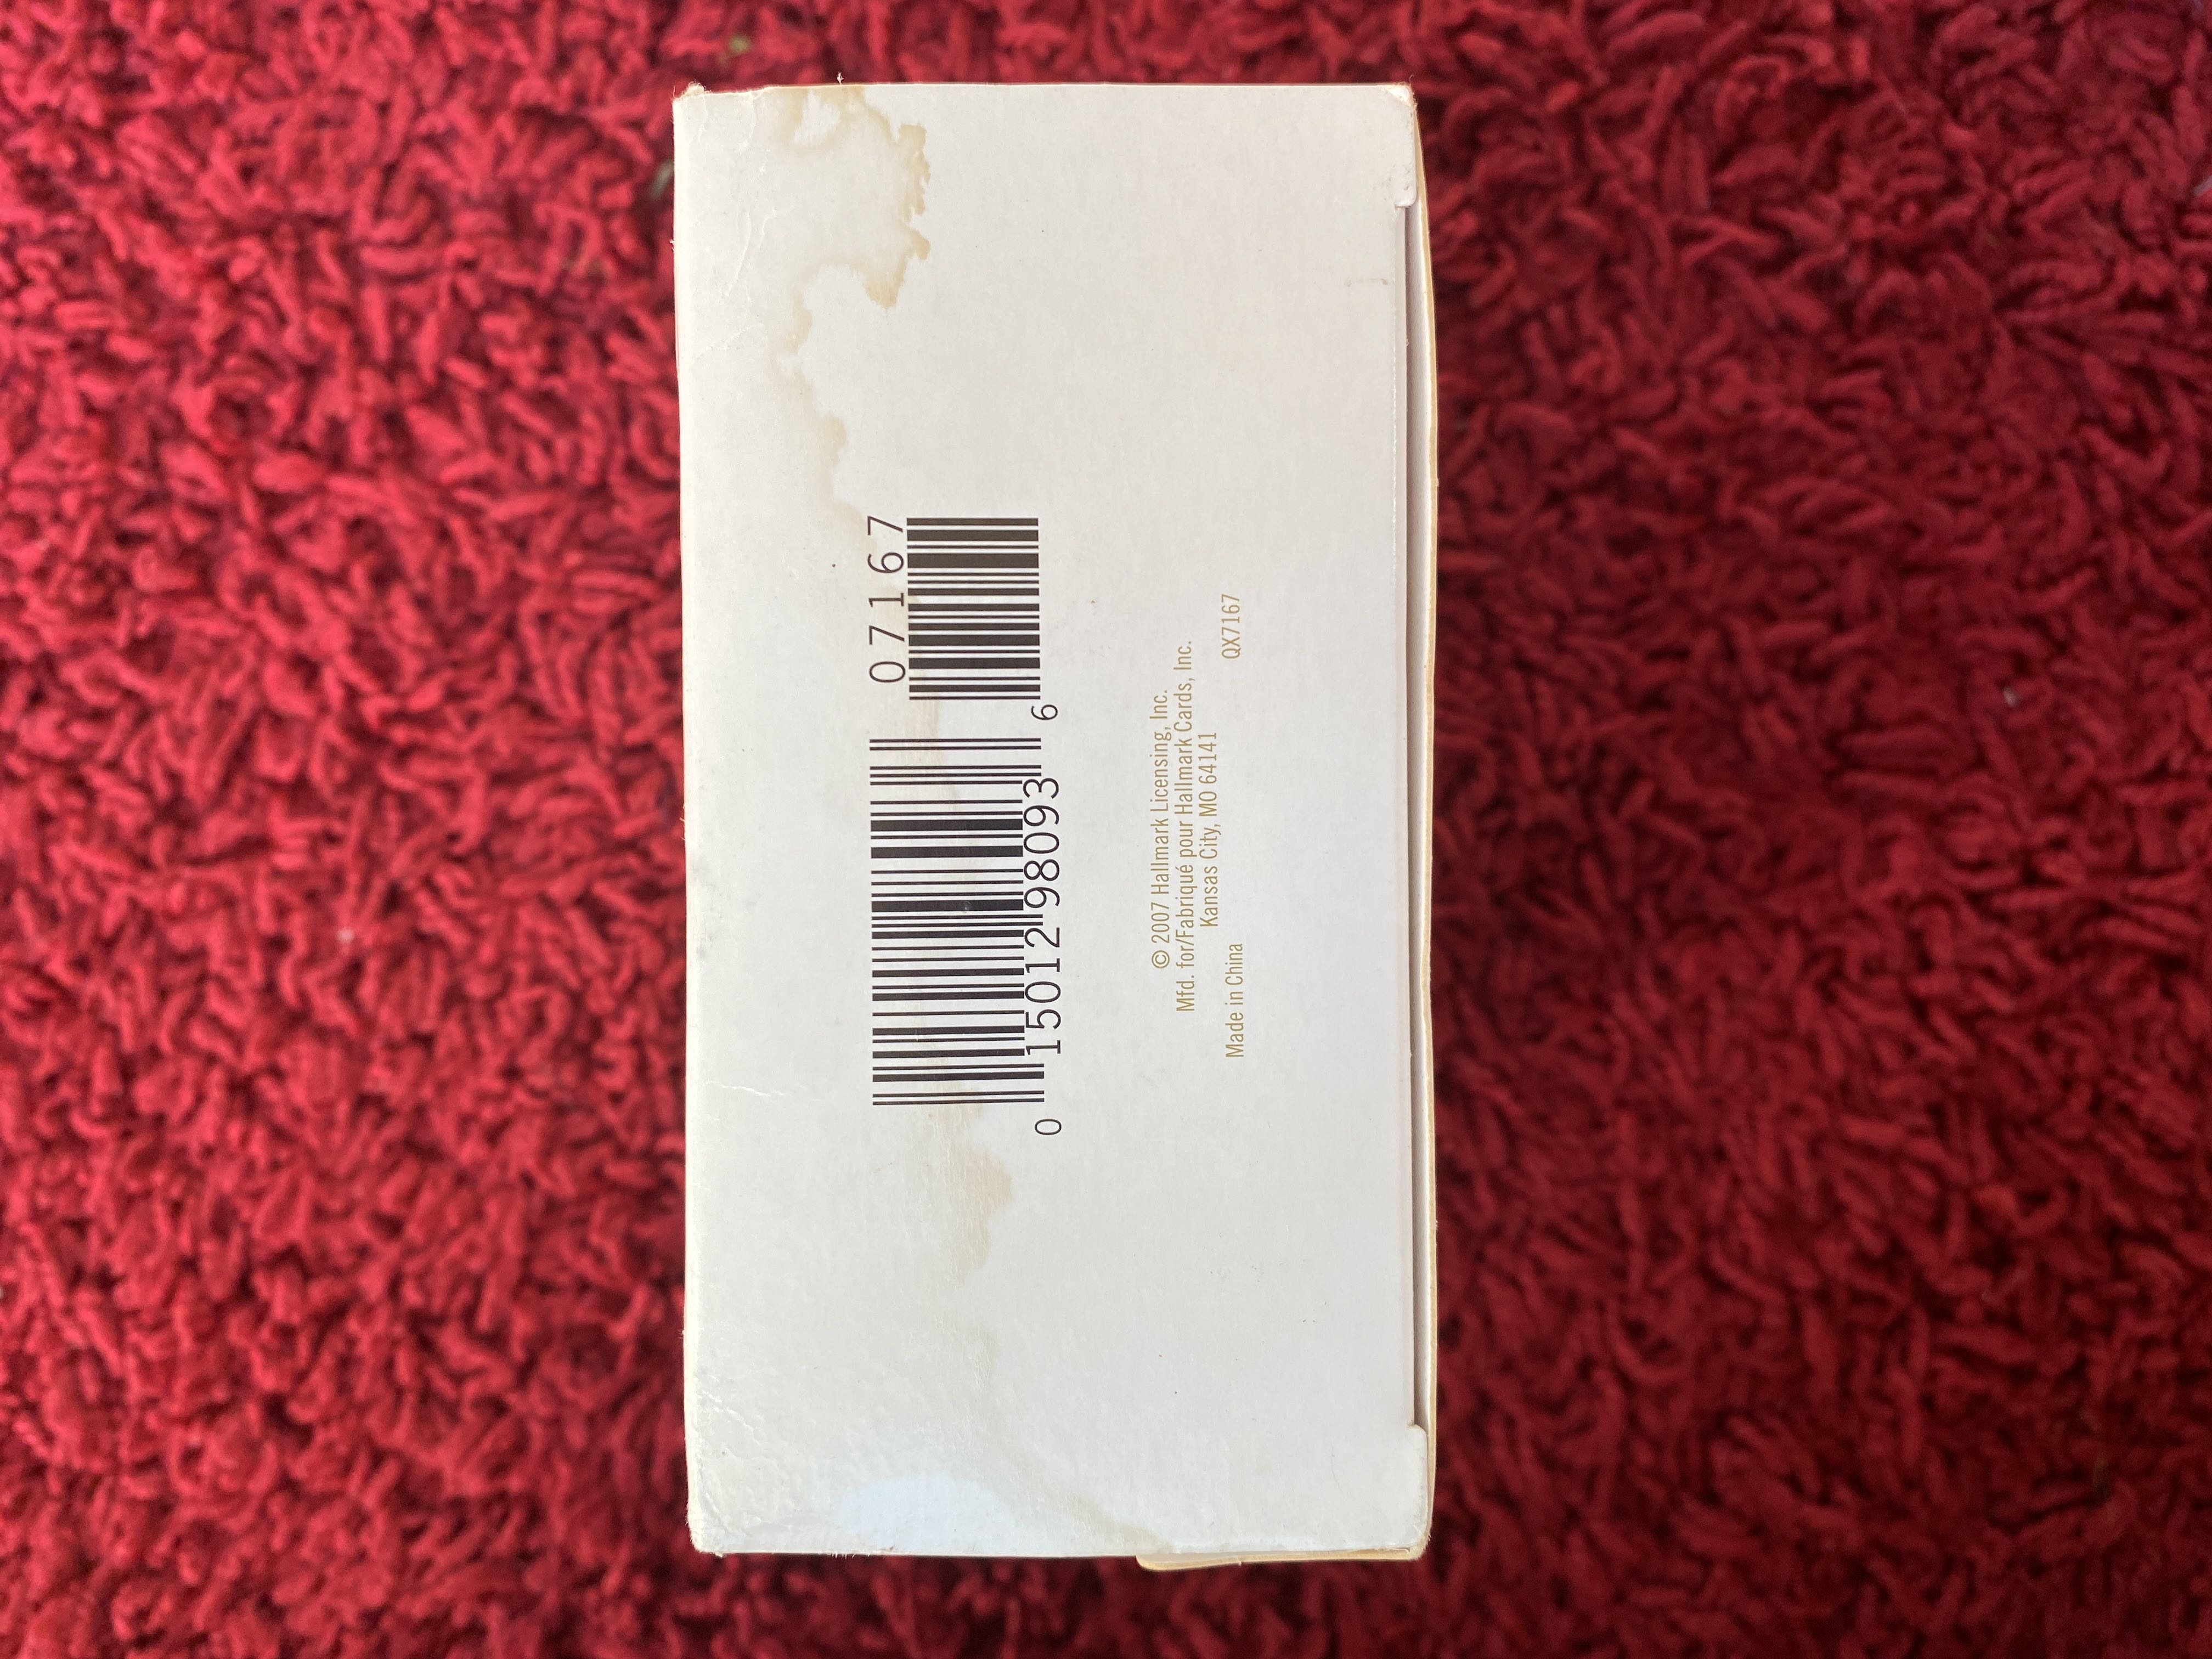 07167
0 15012 98093 6
© 2007 Hallmark Licensing, Inc.
Mfd. for/Fabriqué pour Hallmark Cards, Inc.
Kansas City, MO 64141
Made in China QX7167